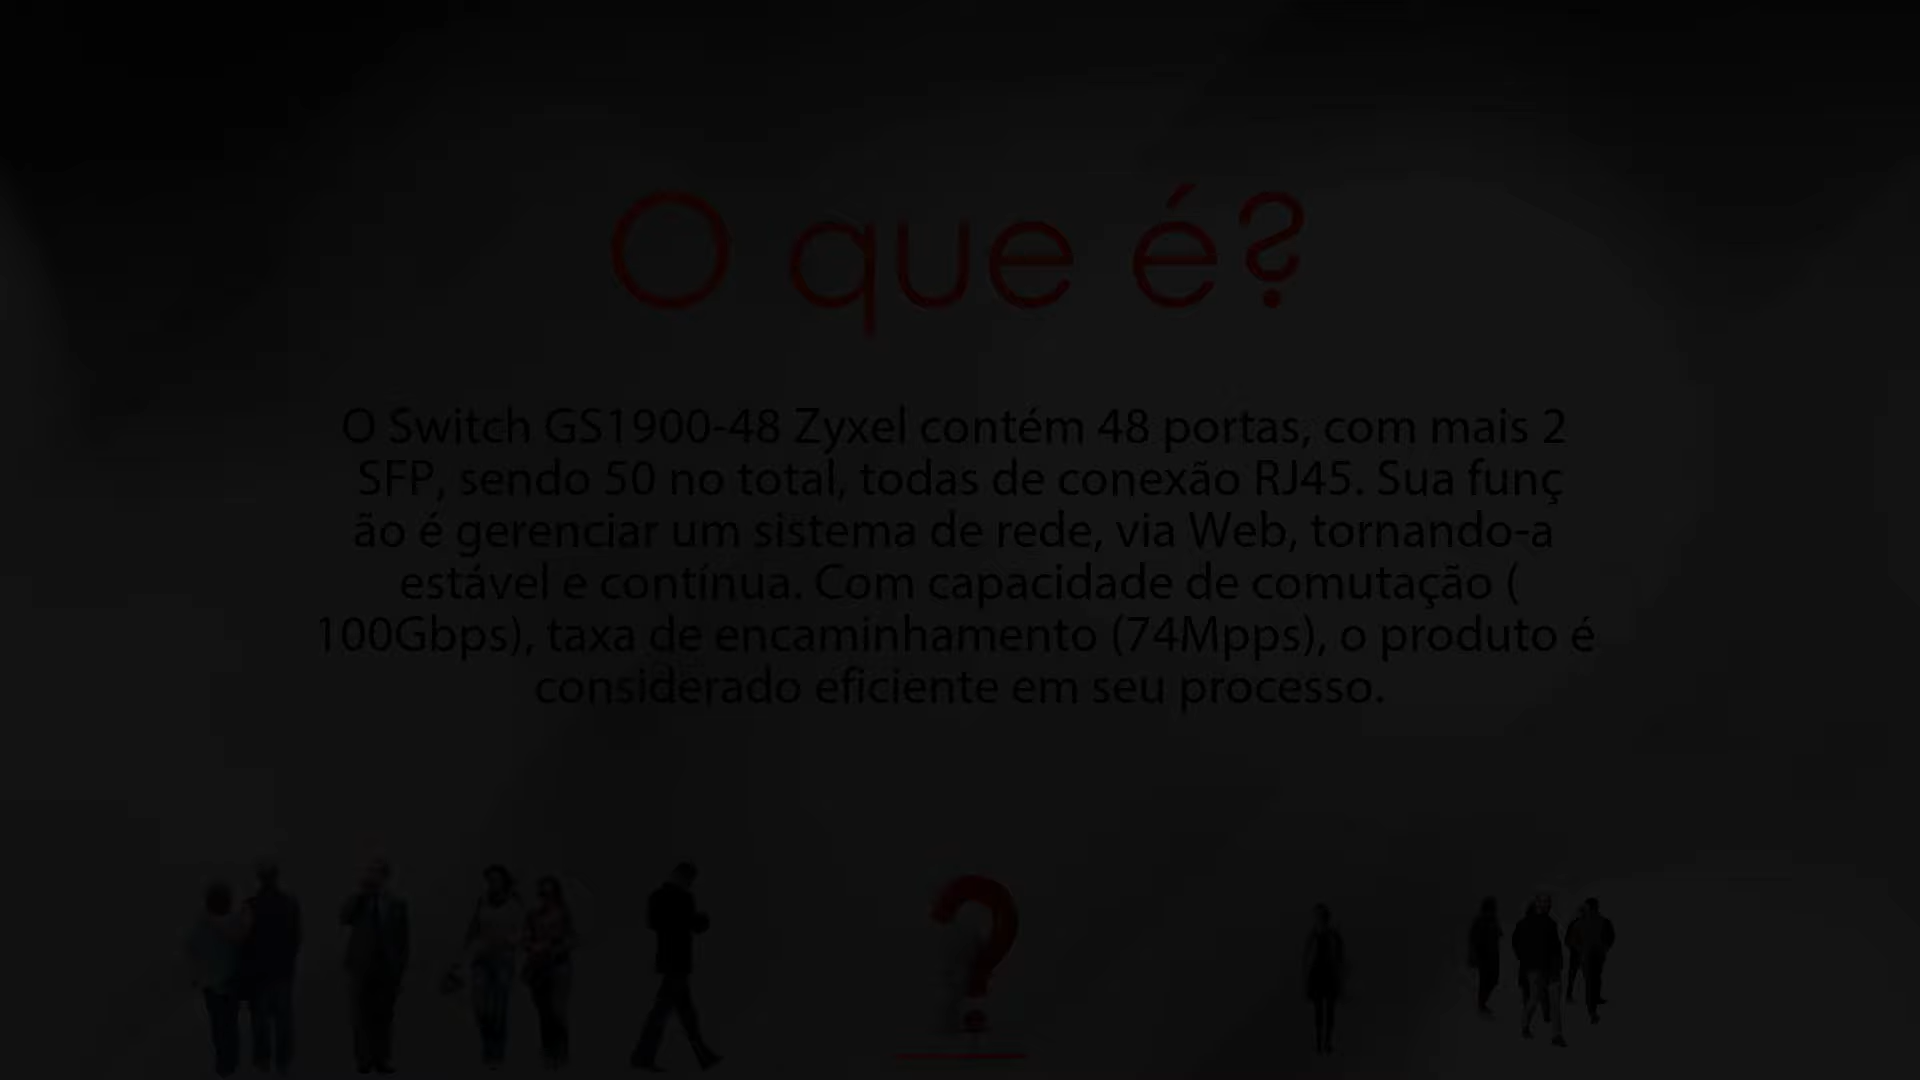 O que é?
O Switch GS1900-48 Zyxel contém 48 portas, com mais 2
SFP, sendo 50 no total, todas de conexão RJ45. Sua funç
ão é gerenciar um sistema de rede, via Web, tornando-a
estável e contínua. Com capacidade de comutação (
100Gbps), taxa de encaminhamento (74Mpps), o produto é
considerado eficiente em seu processo.
?